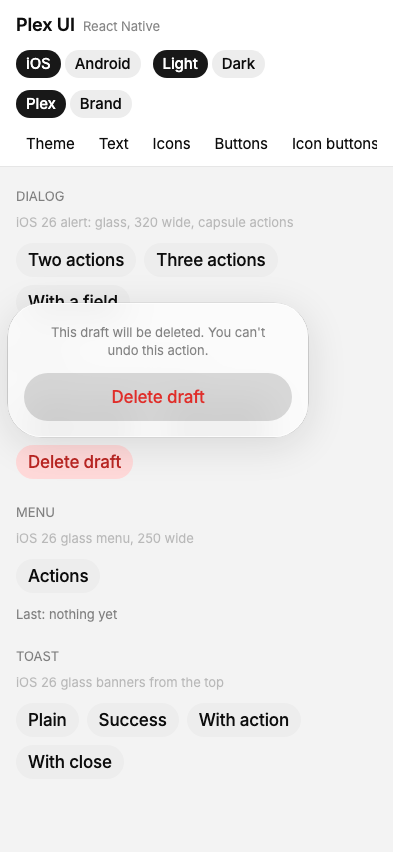 Plex UI React Native
iOS Android Light Dark
Plex Brand
Theme Text Icons Buttons Icon buttons
DIALOG
iOS 26 alert: glass, 320 wide, capsule actions
Two actions Three actions
With a field
This draft will be deleted. You can't
undo this action.
Delete draft
Delete draft
MENU
iOS 26 glass menu, 250 wide
Actions
Last: nothing yet
TOAST
iOS 26 glass banners from the top
Plain Success With action
With close